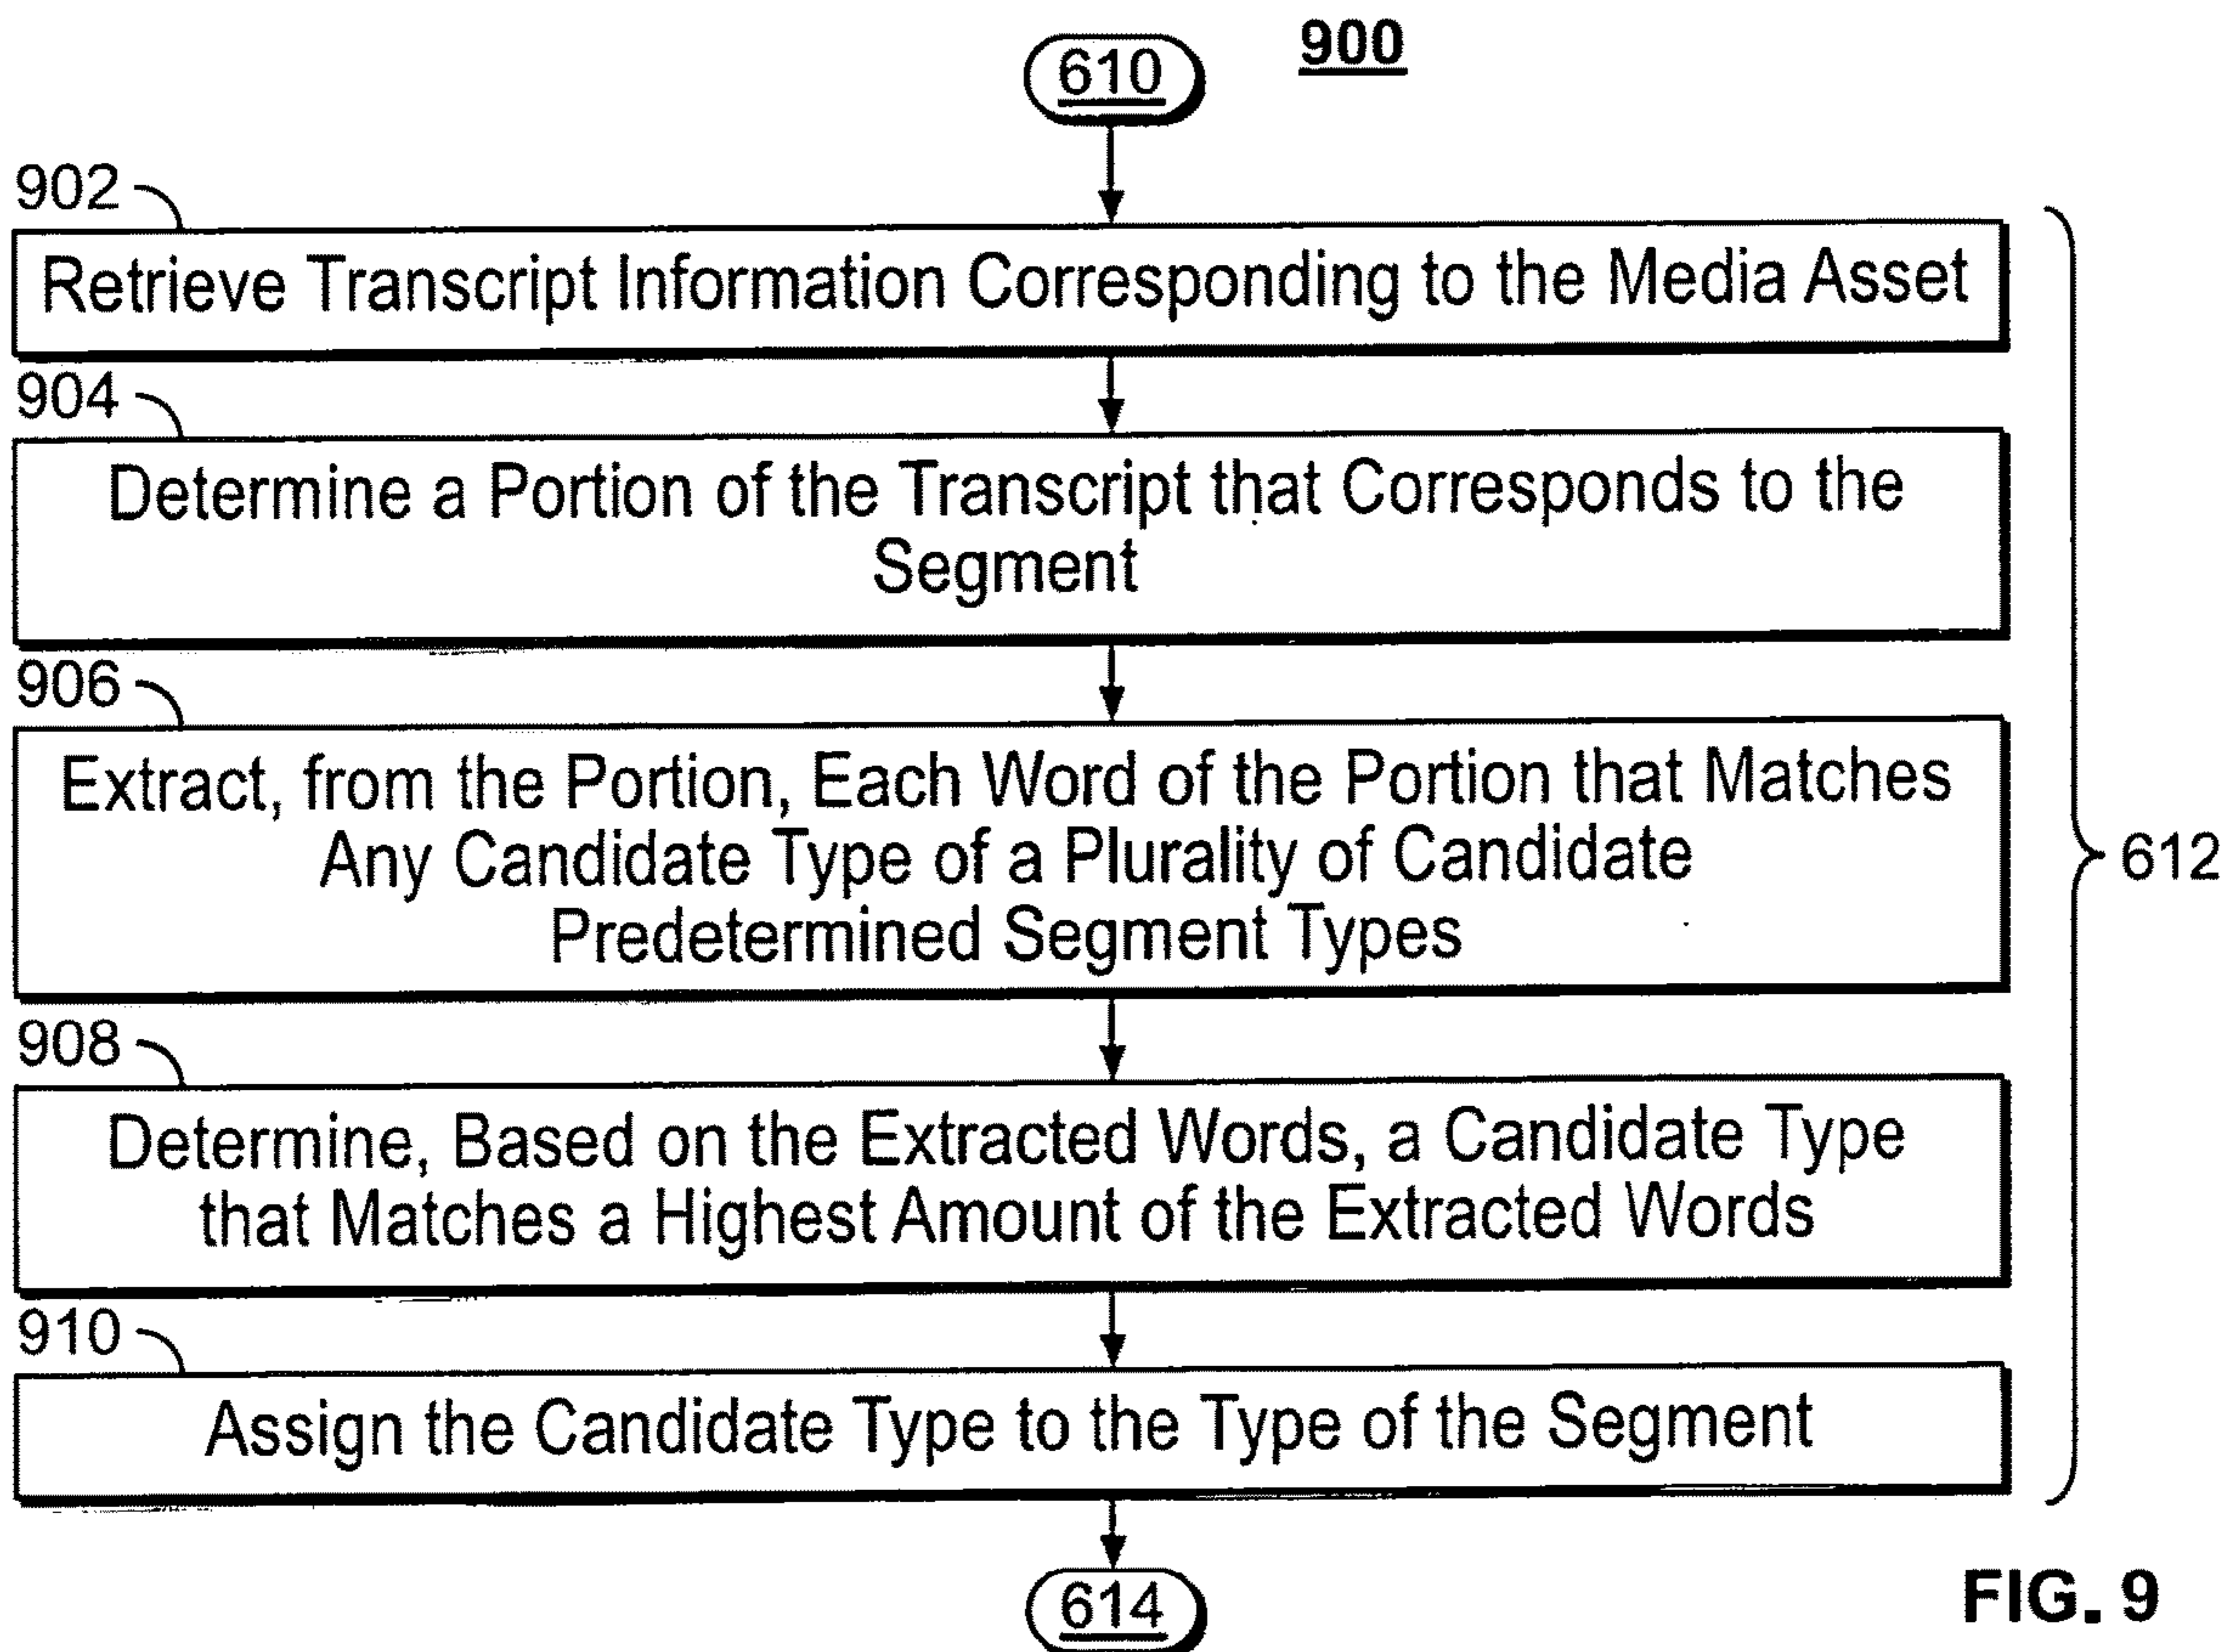 900
610
902
Retrieve Transcript Information Corresponding to the Media Asset
904
Determine a Portion of the Transcript that Corresponds to the
Segment
906
Extract, from the Portion, Each Word of the Portion that Matches
Any Candidate Type of a Plurality of Candidate
Predetermined Segment Types
612
908
Determine, Based on the Extracted Words, a Candidate Type
that Matches a Highest Amount of the Extracted Words
910
Assign the Candidate Type to the Type of the Segment
614
FIG. 9